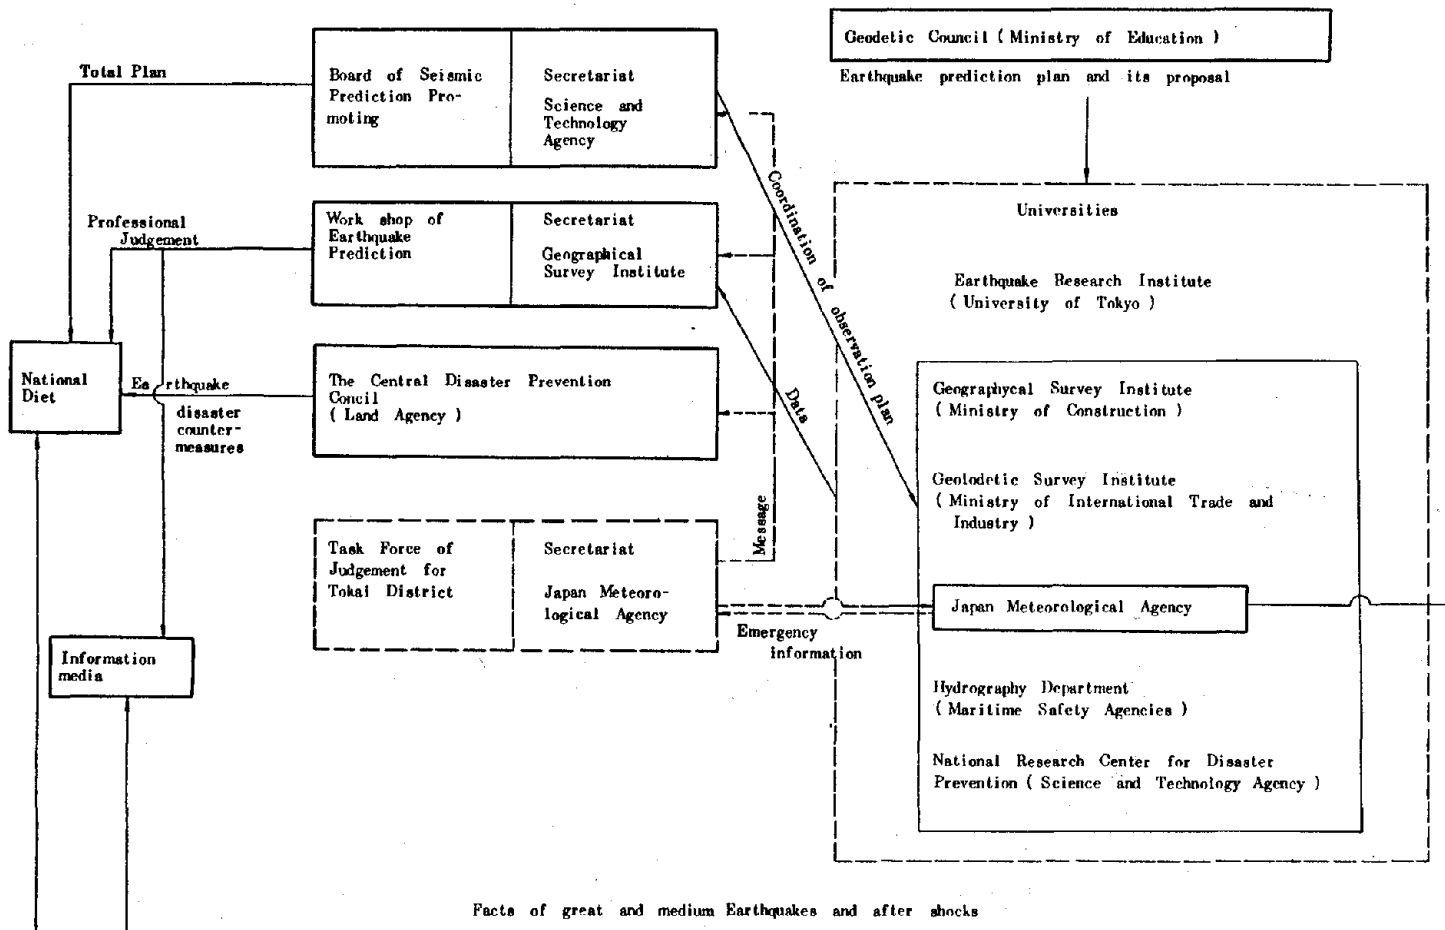 Total Plan
Board of Seismic
Prediction Pro-
moting
Secretariat
Science and
Technology
Agency
Geodetic Council ( Ministry of Education )
Earthquake prediction plan and its proposal
Professional
Judgement
Work shop of
Earthquake
Prediction
Secretariat
Geographical
Survey Institute
Coordination of observation plan
Universities
Earthquake Research Institute
( University of Tokyo )
National
Diet
Ea rthquake
disaster
counter-
measures
The Central Disaster Prevention
Concil
( Land Agency )
Data
Geographycal Survey Institute
( Ministry of Construction )
Geolodetic Survey Institute
( Ministry of International Trade and
Industry )
Message
Task Force of
Judgement for
Tokai District
Secretariat
Japan Meteoro-
logical Agency
Emergency
information
Japan Meteorological Agency
Information
media
Hydrography Department
( Maritime Safety Agencies )
National Research Center for Disaster
Prevention ( Science and Technology Agency )
Facts of great and medium Earthquakes and after shocks